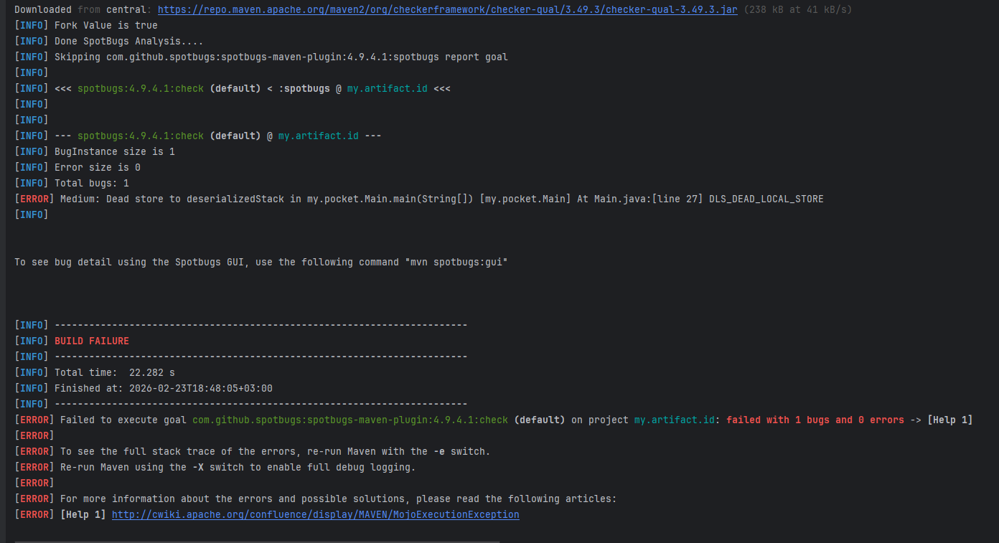 Downloaded from central: https://repo.maven.apache.org/maven2/org/checkerframework/checker-qual/3.49.3/checker-qual-3.49.3.jar (238 kB at 41 kB/s)
[INFO] Fork Value is true
[INFO] Done SpotBugs Analysis....
[INFO] Skipping com.github.spotbugs:spotbugs-maven-plugin:4.9.4.1:spotbugs report goal
[INFO]
[INFO] <<< spotbugs:4.9.4.1:check (default) < :spotbugs @ my.artifact.id <<<
[INFO]
[INFO]
[INFO] --- spotbugs:4.9.4.1:check (default) @ my.artifact.id ---
[INFO] BugInstance size is 1
[INFO] Error size is 0
[INFO] Total bugs: 1
[ERROR] Medium: Dead store to deserializedStack in my.pocket.Main.main(String[]) [my.pocket.Main] At Main.java:[line 27] DLS_DEAD_LOCAL_STORE
[INFO]
To see bug detail using the Spotbugs GUI, use the following command "mvn spotbugs:gui"
[INFO] ------------------------------------------------------------------------
[INFO] BUILD FAILURE
[INFO] ------------------------------------------------------------------------
[INFO] Total time:  22.282 s
[INFO] Finished at: 2026-02-23T18:48:05+03:00
[INFO] ------------------------------------------------------------------------
[ERROR] Failed to execute goal com.github.spotbugs:spotbugs-maven-plugin:4.9.4.1:check (default) on project my.artifact.id: failed with 1 bugs and 0 errors -> [Help 1]
[ERROR]
[ERROR] To see the full stack trace of the errors, re-run Maven with the -e switch.
[ERROR] Re-run Maven using the -X switch to enable full debug logging.
[ERROR]
[ERROR] For more information about the errors and possible solutions, please read the following articles:
[ERROR] [Help 1] http://cwiki.apache.org/confluence/display/MAVEN/MojoExecutionException